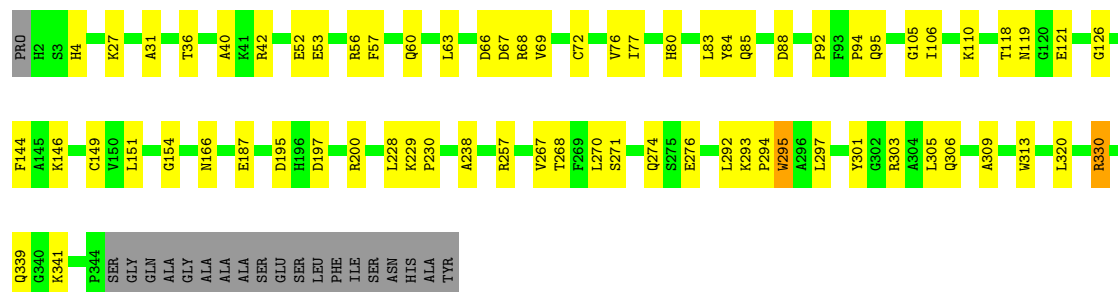 PRO H2 S3 H4 K27 A31 T36 A40 K41 R42 E52 E53 R56 F57 Q60 L63 D66 D67 R68 V69 C72 V76 I77 H80 L83 Y84 Q85 D88 P92 F93 P94 Q95 G105 I106 K110 T118 N119 G120 E121 G126
F144 A145 K146 C149 V150 L151 G154 N166 E187 D195 H196 D197 R200 L228 K229 P230 A238 R257 V267 T268 F269 L270 S271 Q274 S275 E276 L292 K293 P294 W295 A296 L297 Y301 G302 R303 A304 L305 Q306 A309 W313 L320 R330
Q339 G340 K341 P344 SER GLY GLN ALA GLY ALA ALA ALA SER GLU SER LEU PHE ILE SER ASN HIS ALA TYR